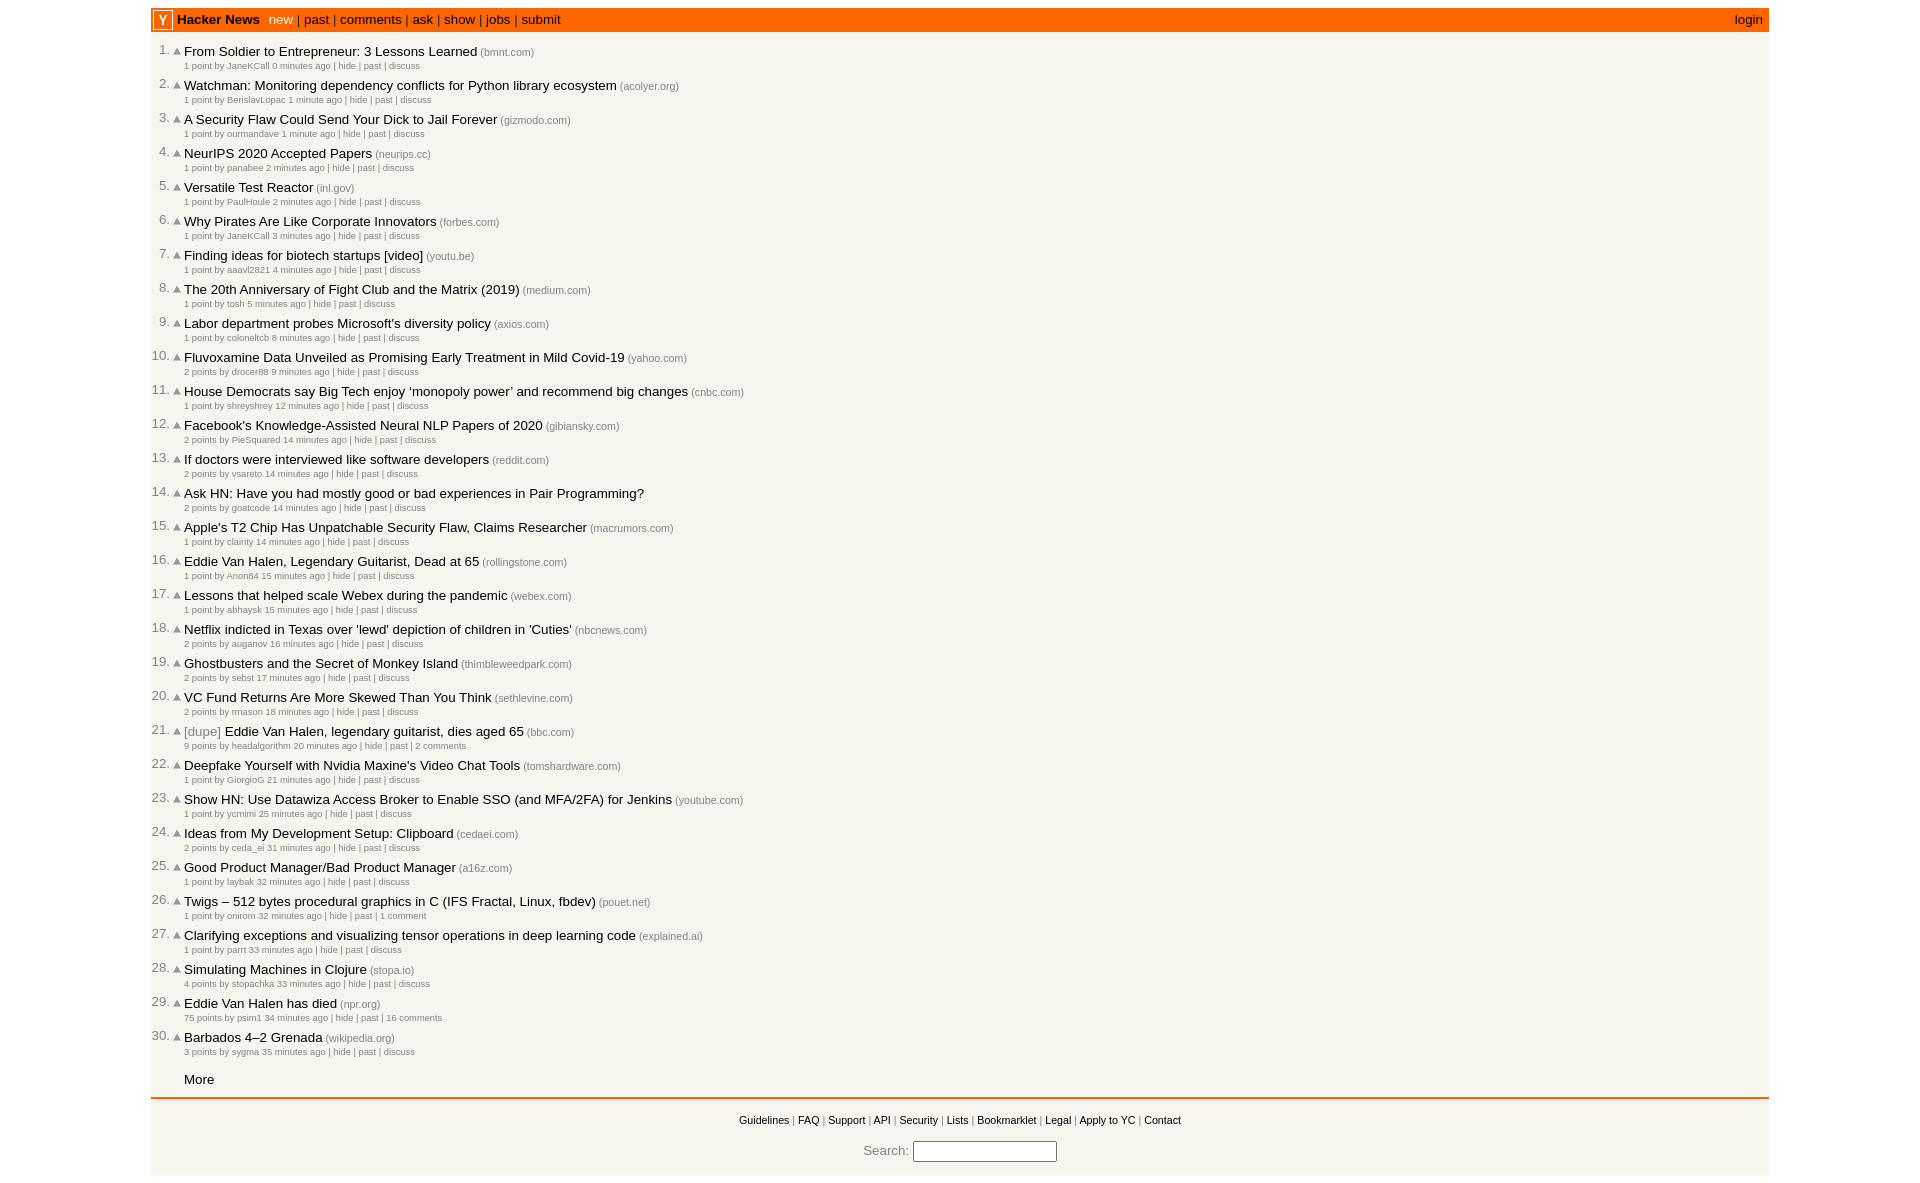 Y Hacker News new | past | comments | ask | show | jobs | submit login
1. From Soldier to Entrepreneur: 3 Lessons Learned (bmnt.com)
1 point by JaneKCall 0 minutes ago | hide | past | discuss
2. Watchman: Monitoring dependency conflicts for Python library ecosystem (acolyer.org)
1 point by BerislavLopac 1 minute ago | hide | past | discuss
3. A Security Flaw Could Send Your Dick to Jail Forever (gizmodo.com)
1 point by ourmandave 1 minute ago | hide | past | discuss
4. NeurIPS 2020 Accepted Papers (neurips.cc)
1 point by panabee 2 minutes ago | hide | past | discuss
5. Versatile Test Reactor (inl.gov)
1 point by PaulHoule 2 minutes ago | hide | past | discuss
6. Why Pirates Are Like Corporate Innovators (forbes.com)
1 point by JaneKCall 3 minutes ago | hide | past | discuss
7. Finding ideas for biotech startups [video] (youtu.be)
1 point by aaavl2821 4 minutes ago | hide | past | discuss
8. The 20th Anniversary of Fight Club and the Matrix (2019) (medium.com)
1 point by tosh 5 minutes ago | hide | past | discuss
9. Labor department probes Microsoft's diversity policy (axios.com)
1 point by coloneltcb 8 minutes ago | hide | past | discuss
10. Fluvoxamine Data Unveiled as Promising Early Treatment in Mild Covid-19 (yahoo.com)
2 points by drocer88 9 minutes ago | hide | past | discuss
11. House Democrats say Big Tech enjoy ‘monopoly power’ and recommend big changes (cnbc.com)
1 point by shreyshrey 12 minutes ago | hide | past | discuss
12. Facebook's Knowledge-Assisted Neural NLP Papers of 2020 (gibiansky.com)
2 points by PieSquared 14 minutes ago | hide | past | discuss
13. If doctors were interviewed like software developers (reddit.com)
2 points by vsareto 14 minutes ago | hide | past | discuss
14. Ask HN: Have you had mostly good or bad experiences in Pair Programming?
2 points by goatcode 14 minutes ago | hide | past | discuss
15. Apple's T2 Chip Has Unpatchable Security Flaw, Claims Researcher (macrumors.com)
1 point by clairity 14 minutes ago | hide | past | discuss
16. Eddie Van Halen, Legendary Guitarist, Dead at 65 (rollingstone.com)
1 point by Anon84 15 minutes ago | hide | past | discuss
17. Lessons that helped scale Webex during the pandemic (webex.com)
1 point by abhaysk 15 minutes ago | hide | past | discuss
18. Netflix indicted in Texas over 'lewd' depiction of children in 'Cuties' (nbcnews.com)
2 points by auganov 16 minutes ago | hide | past | discuss
19. Ghostbusters and the Secret of Monkey Island (thimbleweedpark.com)
2 points by sebst 17 minutes ago | hide | past | discuss
20. VC Fund Returns Are More Skewed Than You Think (sethlevine.com)
2 points by rmason 18 minutes ago | hide | past | discuss
21. [dupe] Eddie Van Halen, legendary guitarist, dies aged 65 (bbc.com)
9 points by headalgorithm 20 minutes ago | hide | past | 2 comments
22. Deepfake Yourself with Nvidia Maxine's Video Chat Tools (tomshardware.com)
1 point by GiorgioG 21 minutes ago | hide | past | discuss
23. Show HN: Use Datawiza Access Broker to Enable SSO (and MFA/2FA) for Jenkins (youtube.com)
1 point by ycmimi 25 minutes ago | hide | past | discuss
24. Ideas from My Development Setup: Clipboard (cedaei.com)
2 points by ceda_ei 31 minutes ago | hide | past | discuss
25. Good Product Manager/Bad Product Manager (a16z.com)
1 point by laybak 32 minutes ago | hide | past | discuss
26. Twigs – 512 bytes procedural graphics in C (IFS Fractal, Linux, fbdev) (pouet.net)
1 point by onirom 32 minutes ago | hide | past | 1 comment
27. Clarifying exceptions and visualizing tensor operations in deep learning code (explained.ai)
1 point by parrt 33 minutes ago | hide | past | discuss
28. Simulating Machines in Clojure (stopa.io)
4 points by stopachka 33 minutes ago | hide | past | discuss
29. Eddie Van Halen has died (npr.org)
75 points by psim1 34 minutes ago | hide | past | 16 comments
30. Barbados 4–2 Grenada (wikipedia.org)
3 points by sygma 35 minutes ago | hide | past | discuss
More
Guidelines | FAQ | Support | API | Security | Lists | Bookmarklet | Legal | Apply to YC | Contact
Search: